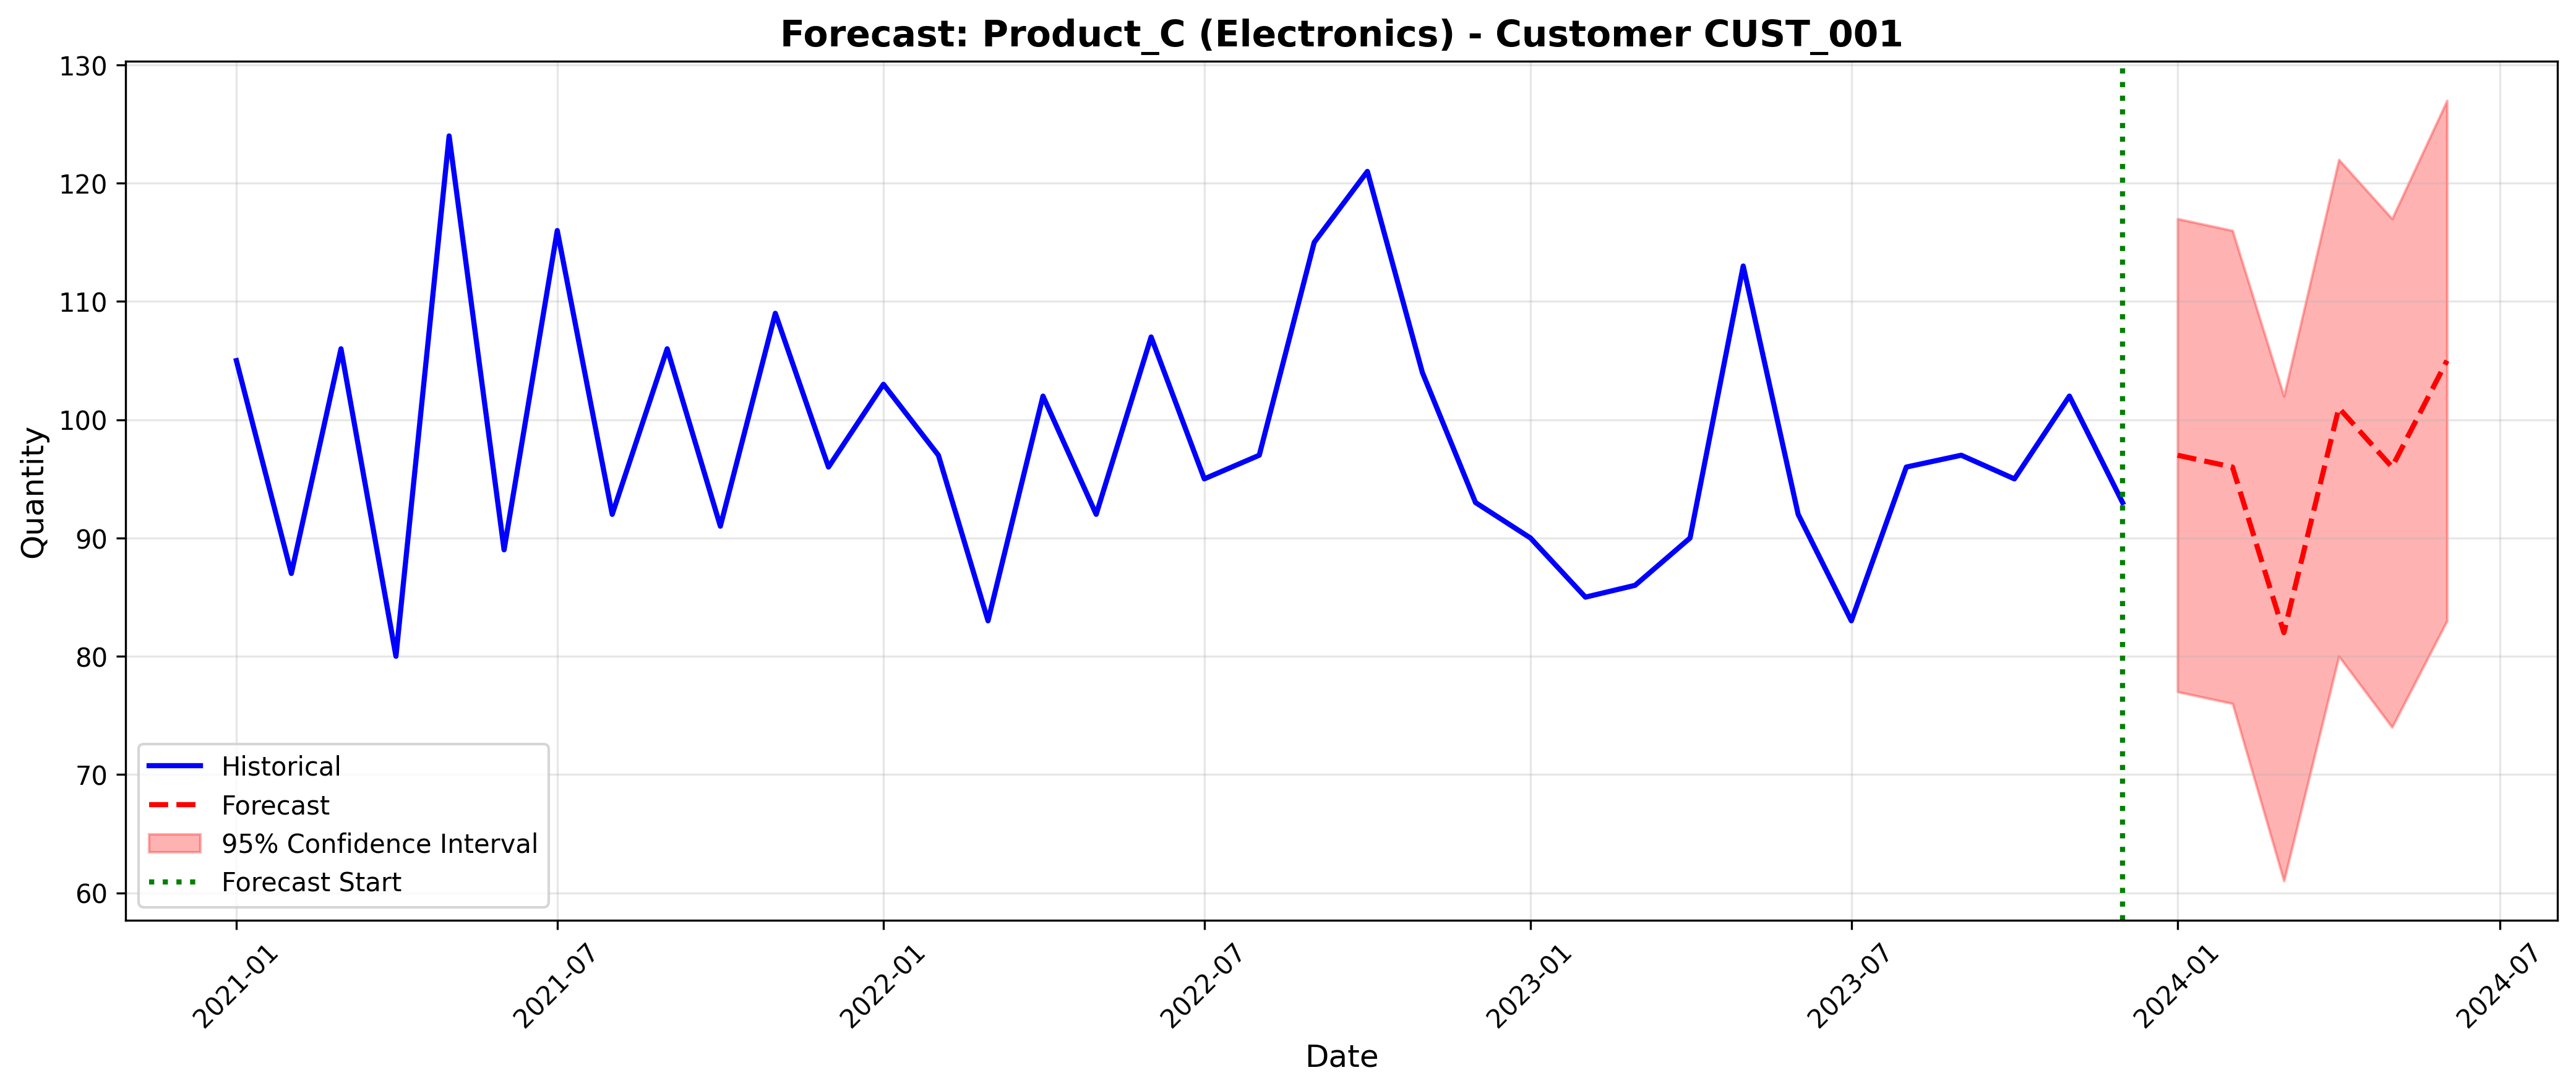 Forecast: Product_C (Electronics) - Customer CUST_001
130
120
110
100
90
80
70
60
Quantity
Historical
Forecast
95% Confidence Interval
Forecast Start
2021-01
2021-07
2022-01
2022-07
2023-01
2023-07
2024-01
2024-07
Date